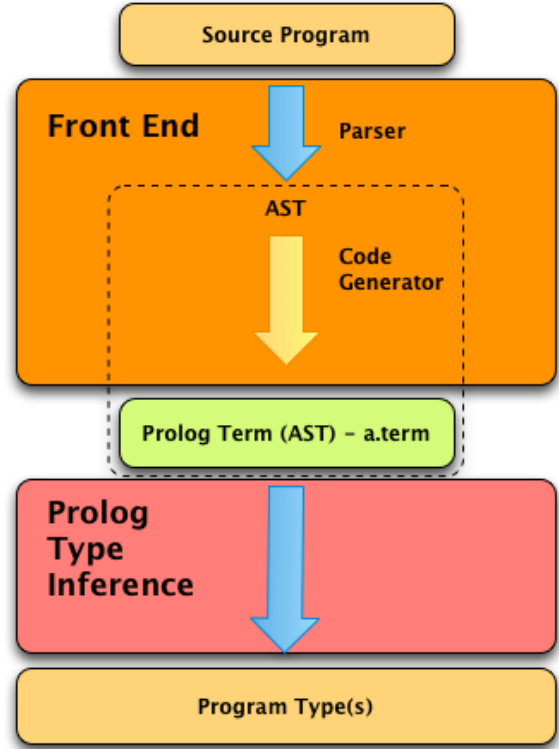 Source Program
Front End
Parser
AST
Code
Generator
Prolog Term (AST) - a.term
Prolog
Type
Inference
Program Type(s)